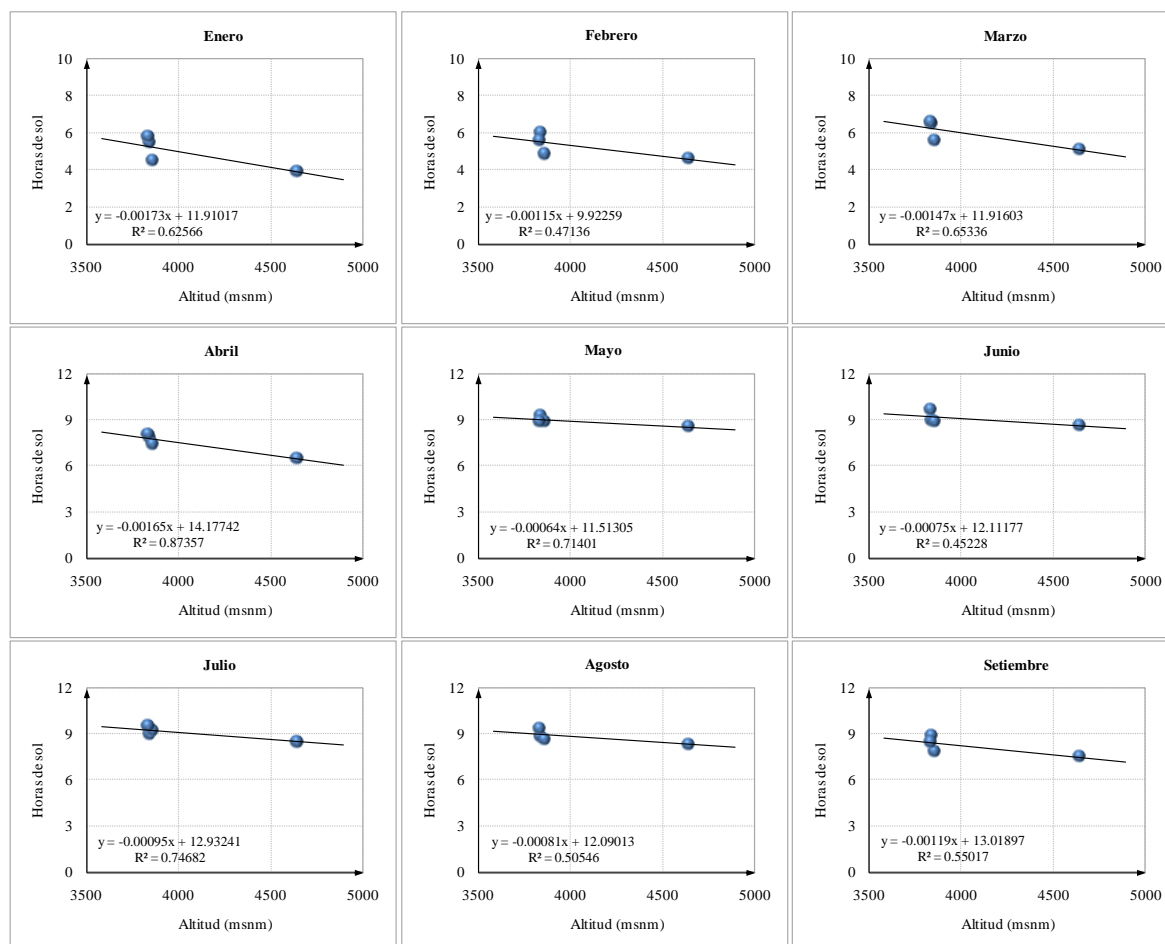 Enero
10
8
6
4
2
0
Horas de sol
y = -0.00173x + 11.91017
R² = 0.62566
3500 4000 4500 5000
Altitud (msnm)
Febrero
10
8
6
4
2
0
Horas de sol
y = -0.00115x + 9.92259
R² = 0.47136
3500 4000 4500 5000
Altitud (msnm)
Marzo
10
8
6
4
2
0
Horas de sol
y = -0.00147x + 11.91603
R² = 0.65336
3500 4000 4500 5000
Altitud (msnm)
Abril
12
9
6
3
0
Horas de sol
y = -0.00165x + 14.17742
R² = 0.87357
3500 4000 4500 5000
Altitud (msnm)
Mayo
12
9
6
3
0
Horas de sol
y = -0.00064x + 11.51305
R² = 0.71401
3500 4000 4500 5000
Altitud (msnm)
Junio
12
9
6
3
0
Horas de sol
y = -0.00075x + 12.11177
R² = 0.45228
3500 4000 4500 5000
Altitud (msnm)
Julio
12
9
6
3
0
Horas de sol
y = -0.00095x + 12.93241
R² = 0.74682
3500 4000 4500 5000
Altitud (msnm)
Agosto
12
9
6
3
0
Horas de sol
y = -0.00081x + 12.09013
R² = 0.50546
3500 4000 4500 5000
Altitud (msnm)
Setiembre
12
9
6
3
0
Horas de sol
y = -0.00119x + 13.01897
R² = 0.55017
3500 4000 4500 5000
Altitud (msnm)